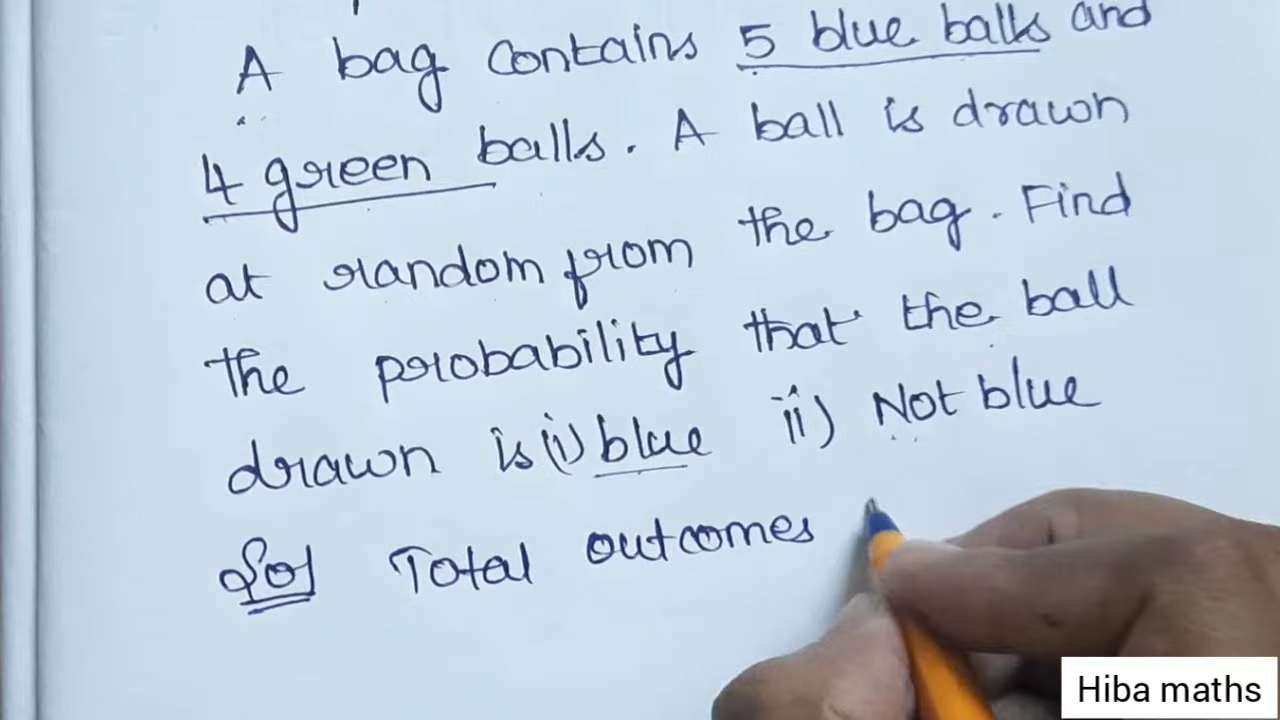 A bag contains 5 blue balls and
4 green balls. A ball is drawn
at random from the bag. Find
the probability that the ball
drawn is (i) blue ii) Not blue
Sol Total outcomes
Hiba maths